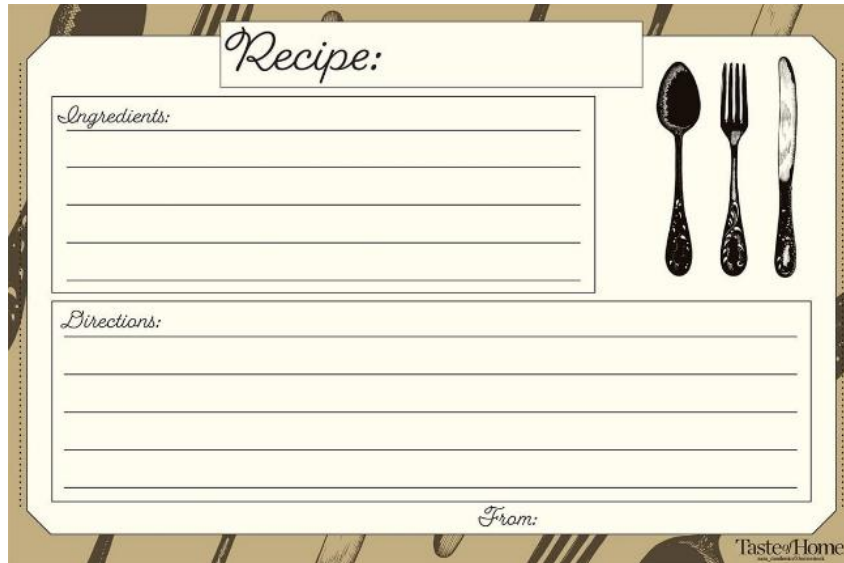 Recipe:
Ingredients:
Directions:
From:
Taste of Home